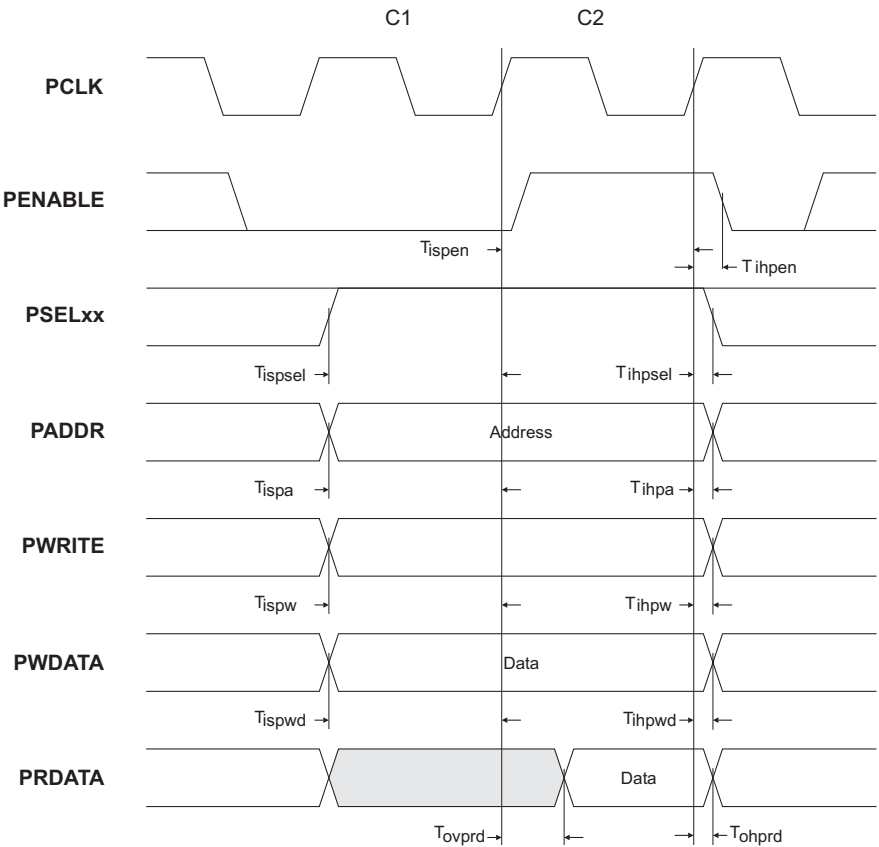 C1 C2
PCLK
PENABLE
Tispen
Tihpen
PSELxx
Tispsel Tihpsel
PADDR Address
Tispa Tihpa
PWRITE
Tispw Tihpw
PWDATA Data
Tispwd Tihpwd
PRDATA Data
Tovprd Tohprd